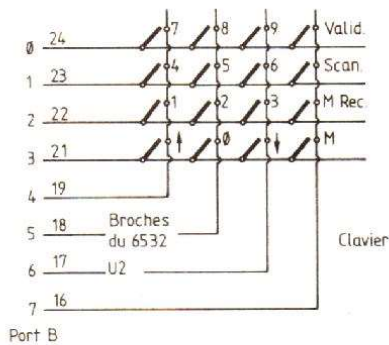 7 8 9 Valid.
Ø 24
4 5 6 Scan.
1 23
1 2 3 M Rec.
2 22
↑ Ø ↓ M
3 21
4 19
5 18 Broches
du 6532 Clavier
6 17 U2
7 16
Port B